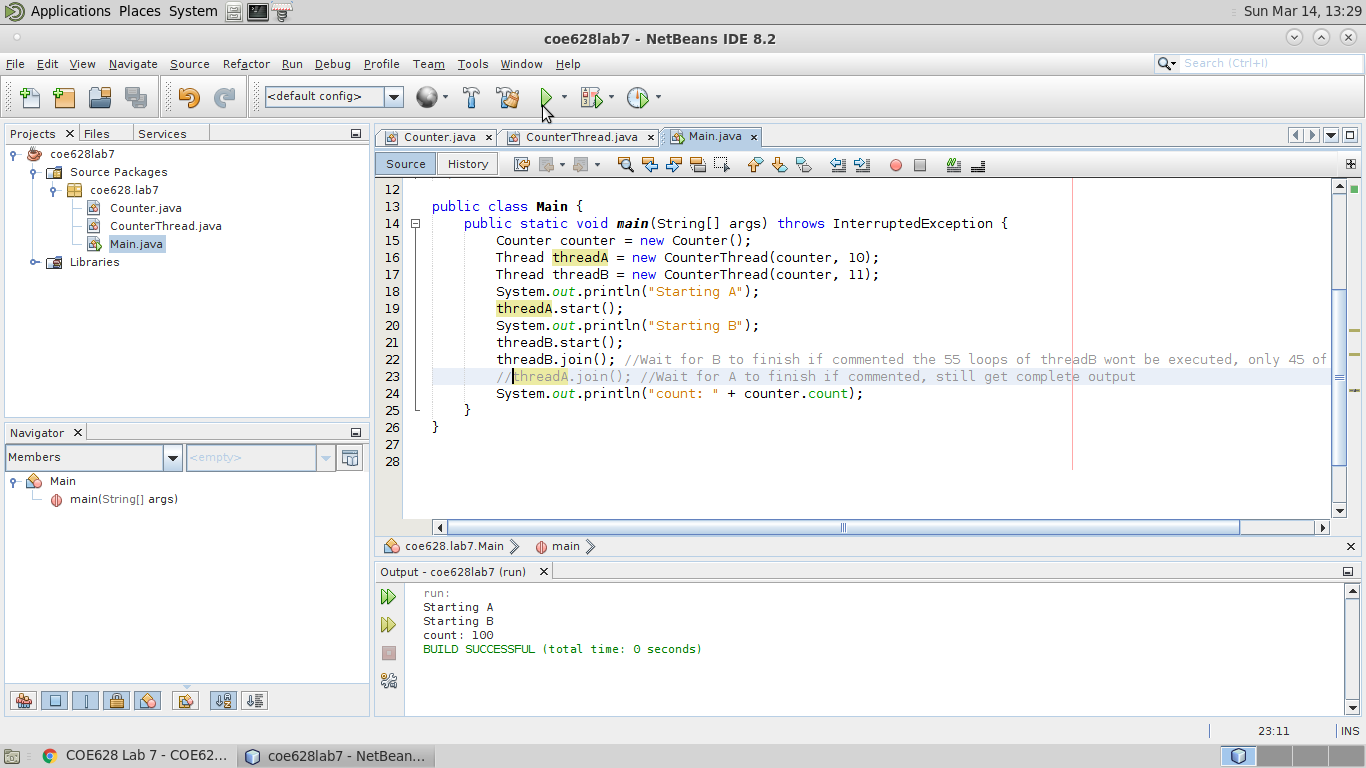 Applications Places System
Sun Mar 14, 13:29
coe628lab7 - NetBeans IDE 8.2
File Edit View Navigate Source Refactor Run Debug Profile Team Tools Window Help
Search (Ctrl+I)
<default config>
Projects Files Services
coe628lab7
Source Packages
coe628.lab7
Counter.java
CounterThread.java
Main.java
Libraries
Navigator
Members
<empty>
Main
main(String[] args)
Counter.java CounterThread.java Main.java
Source History
12
13 public class Main {
14 public static void main(String[] args) throws InterruptedException {
15 Counter counter = new Counter();
16 Thread threadA = new CounterThread(counter, 10);
17 Thread threadB = new CounterThread(counter, 11);
18 System.out.println("Starting A");
19 threadA.start();
20 System.out.println("Starting B");
21 threadB.start();
22 threadB.join(); //Wait for B to finish if commented the 55 loops of threadB wont be executed, only 45 of
23 //threadA.join(); //Wait for A to finish if commented, still get complete output
24 System.out.println("count: " + counter.count);
25 }
26 }
27
28
coe628.lab7.Main main
Output - coe628lab7 (run)
run:
Starting A
Starting B
count: 100
BUILD SUCCESSFUL (total time: 0 seconds)
23:11 INS
COE628 Lab 7 - COE62...
coe628lab7 - NetBean...